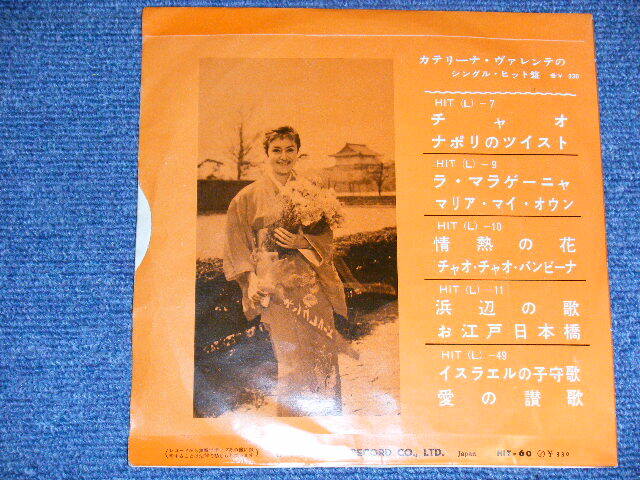 カテリーナ・ヴァレンテの
シングル・ヒット盤 各¥330
HIT (L) -7
チャオ
ナポリのツイスト
HIT (L) -9
ラ・マラゲーニャ
マリア・マイ・オウン
HIT (L) -10
情熱の花
チャオ・チャオ・バンビーナ
HIT (L) -11
浜辺の歌
お江戸日本橋
HIT (L) -49
イスラエルの子守歌
愛の讃歌
RECORD CO., LTD. Japan HIT-60 ¥330